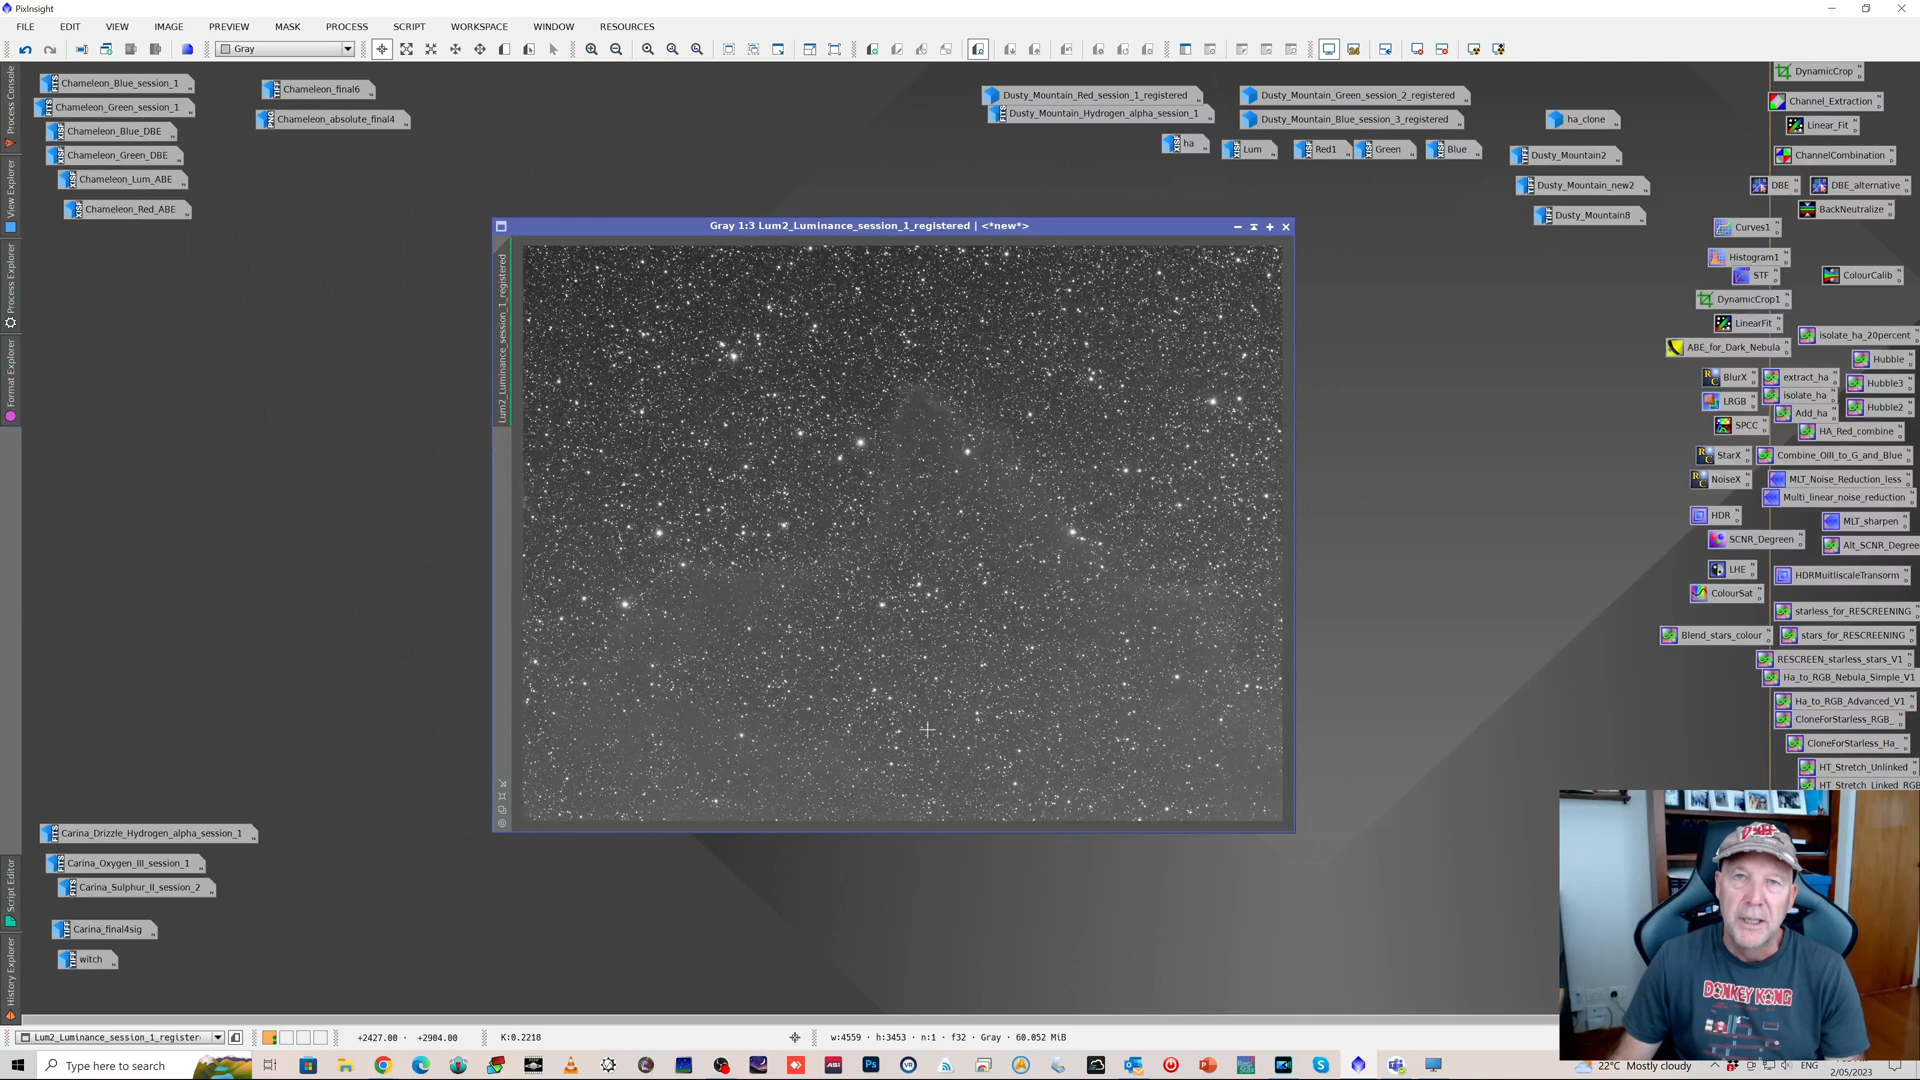 PixInsight
FILE EDIT VIEW IMAGE PREVIEW MASK PROCESS SCRIPT WORKSPACE WINDOW RESOURCES
Gray
Process Console
View Explorer
Process Explorer
Format Explorer
Script Editor
History Explorer
Chameleon_Blue_session_1
Chameleon_Green_session_1
Chameleon_Blue_DBE
Chameleon_Green_DBE
Chameleon_Lum_ABE
Chameleon_Red_ABE
Chameleon_final6
Chameleon_absolute_final4
Dusty_Mountain_Red_session_1_registered
Dusty_Mountain_Hydrogen_alpha_session_1
Dusty_Mountain_Green_session_2_registered
Dusty_Mountain_Blue_session_3_registered
ha
Lum
Red1
Green
Blue
ha_clone
Dusty_Mountain2
Dusty_Mountain_new2
Dusty_Mountain8
DynamicCrop
Channel_Extraction
Linear_Fit
ChannelCombination
DBE
DBE_alternative
BackNeutralize
Curves1
Histogram1
STF
ColourCalib
DynamicCrop1
LinearFit
isolate_ha_20percent
ABE_for_Dark_Nebula
Hubble
BlurX
extract_ha
Hubble3
LRGB
isolate_ha
Hubble2
Add_ha
SPCC
HA_Red_combine
StarX
Combine_OIII_to_G_and_Blue
NoiseX
MLT_Noise_Reduction_less
Multi_linear_noise_reduction
HDR
MLT_sharpen
SCNR_Degreen
Alt_SCNR_Degree
LHE
HDRMuitliscaleTransorm
ColourSat
starless_for_RESCREENING
Blend_stars_colour
stars_for_RESCREENING
RESCREEN_starless_stars_V1
Ha_to_RGB_Nebula_Simple_V1
Ha_to_RGB_Advanced_V1
CloneForStarless_RGB_
CloneForStarless_Ha_
HT_Stretch_Unlinked
HT_Stretch_Linked_RGB
Gray 1:3 Lum2_Luminance_session_1_registered | <*new*>
Lum2_Luminance_session_1_registered
Carina_Drizzle_Hydrogen_alpha_session_1
Carina_Oxygen_III_session_1
Carina_Sulphur_II_session_2
Carina_final4sig
witch
DONKEY KONG
Lum2_Luminance_session_1_register
+2427.00 · +2904.00
K:0.2218
w:4559 · h:3453 · n:1 · f32 · Gray · 60.052 MiB
Type here to search
22°C Mostly cloudy
ENG
2/05/2023